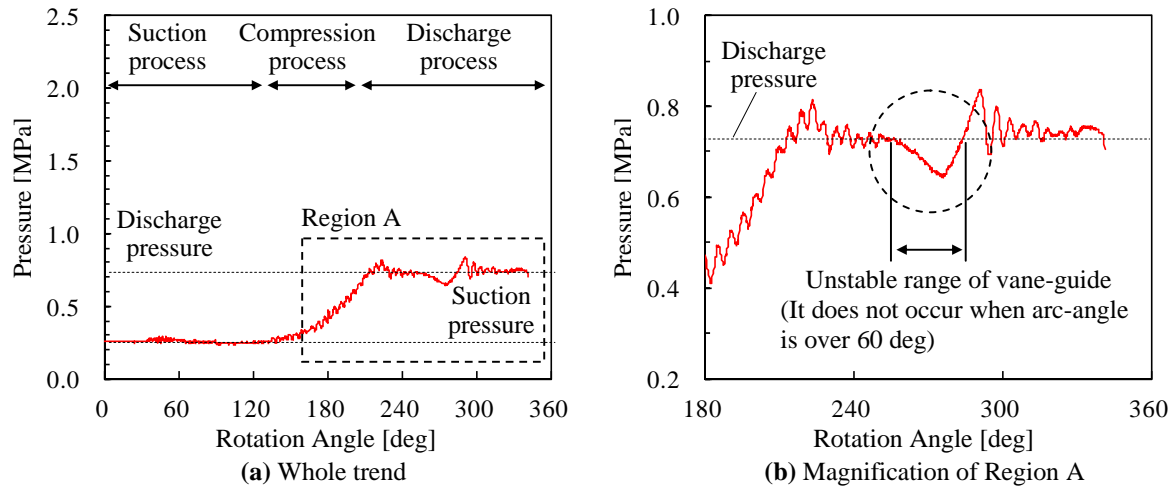 2.5
2.0
1.5
1.0
0.5
0.0
Pressure [MPa]
Suction
process
Compression
process
Discharge
process
Discharge
pressure
Region A
Suction
pressure
0
60
120
180
240
300
360
Rotation Angle [deg]
(a) Whole trend
1.0
0.8
0.6
0.4
0.2
Pressure [MPa]
Discharge
pressure
Unstable range of vane-guide
(It does not occur when arc-angle
is over 60 deg)
180
240
300
360
Rotation Angle [deg]
(b) Magnification of Region A